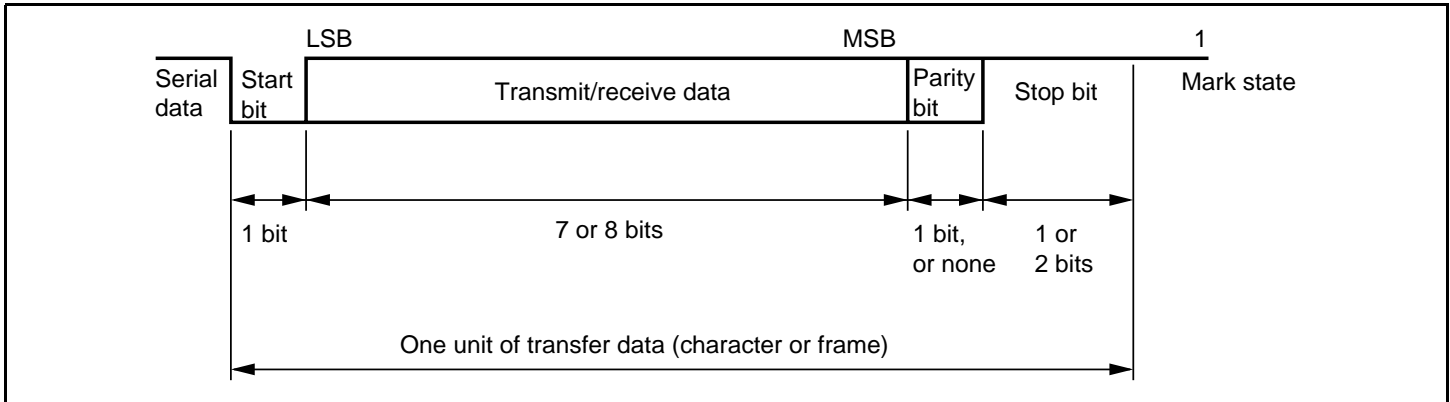 LSB MSB 1
Serial data
Start bit
Transmit/receive data
Parity bit
Stop bit
Mark state
1 bit
7 or 8 bits
1 bit, or none
1 or 2 bits
One unit of transfer data (character or frame)